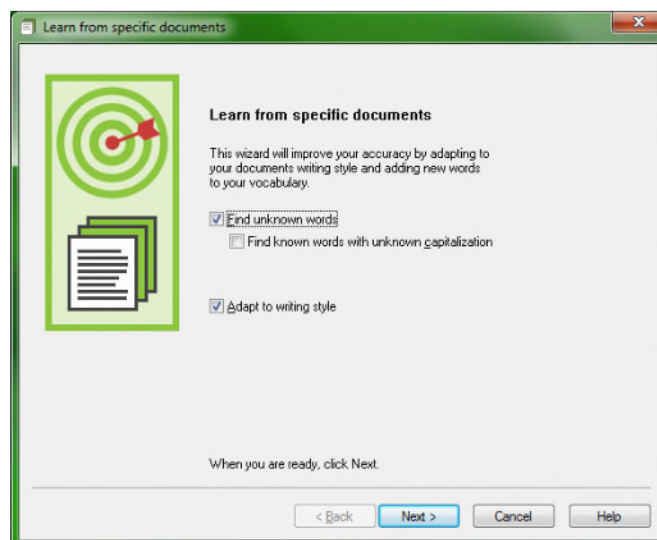 Learn from specific documents
Learn from specific documents
This wizard will improve your accuracy by adapting to
your documents writing style and adding new words
to your vocabulary.
Find unknown words
Find known words with unknown capitalization
Adapt to writing style
When you are ready, click Next.
< Back Next > Cancel Help